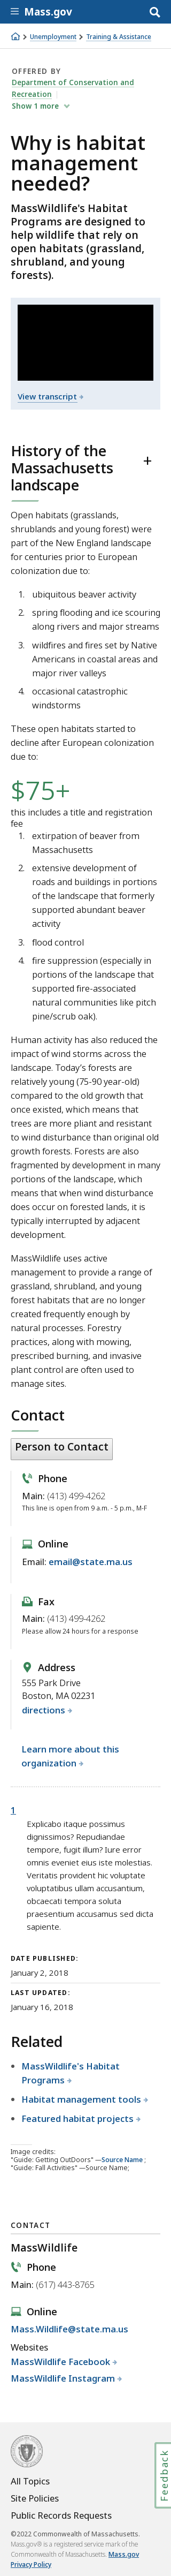 Mass.gov
Unemployment
Training & Assistance
OFFERED BY
Department of Conservation and
Recreation
Show 1 more
Why is habitat
management
needed?
MassWildlife's Habitat
Programs are designed to
help wildlife that rely on
open habitats (grassland,
shrubland, and young
forests).
View transcript
History of the
Massachusetts
landscape
+
Open habitats (grasslands,
shrublands and young forest) were
part of the New England landscape
for centuries prior to European
colonization due to:
1. ubiquitous beaver activity
2. spring flooding and ice scouring
along rivers and major streams
3. wildfires and fires set by Native
Americans in coastal areas and
major river valleys
4. occasional catastrophic
windstorms
These open habitats started to
decline after European colonization
due to:
$75+
this includes a title and registration
fee
1. extirpation of beaver from
Massachusetts
2. extensive development of
roads and buildings in portions
of the landscape that formerly
supported abundant beaver
activity
3. flood control
4. fire suppression (especially in
portions of the landscape that
supported fire-influenced
natural communities like pitch
pine/scrub oak).
Human activity has also reduced the
impact of wind storms across the
landscape. Today's forests are
relatively young (75-90 year-old)
compared to the old growth that
once existed, which means that
trees are more pliant and resistant
to wind disturbance than original old
growth forests. Forests are also
fragmented by development in many
portions of the landscape, which
means that when wind disturbance
does occur on forested land, it is
typically interrupted by adjacent
development.
MassWildlife uses active
management to provide a range of
grassland, shrubland, and young
forest habitats that are no longer
created frequently enough by
natural processes. Forestry
practices, along with mowing,
prescribed burning, and invasive
plant control are often used to
manage sites.
Contact
Person to Contact
Phone
Main: (413) 499-4262
This line is open from 9 a.m. - 5 p.m., M-F
Online
Email: email@state.ma.us
Fax
Main: (413) 499-4262
Please allow 24 hours for a response
Address
555 Park Drive
Boston, MA 02231
directions
Learn more about this
organization
1
Explicabo itaque possimus
dignissimos? Repudiandae
tempore, fugit illum? Iure error
omnis eveniet eius iste molestias.
Veritatis provident hic voluptate
voluptatibus ullam accusantium,
obcaecati tempora soluta
praesentium accusamus sed dicta
sapiente.
DATE PUBLISHED:
January 2, 2018
LAST UPDATED:
January 16, 2018
Related
MassWildlife's Habitat
Programs
Habitat management tools
Featured habitat projects
Image credits:
"Guide: Getting OutDoors" —Source Name ;
"Guide: Fall Activities" —Source Name;
CONTACT
MassWildlife
Phone
Main: (617) 443-8765
Online
Mass.Wildlife@state.ma.us
Websites
MassWildlife Facebook
MassWildlife Instagram
Feedback
All Topics
Site Policies
Public Records Requests
©2022 Commonwealth of Massachusetts.
Mass.gov® is a registered service mark of the
Commonwealth of Massachusetts. Mass.gov
Privacy Policy